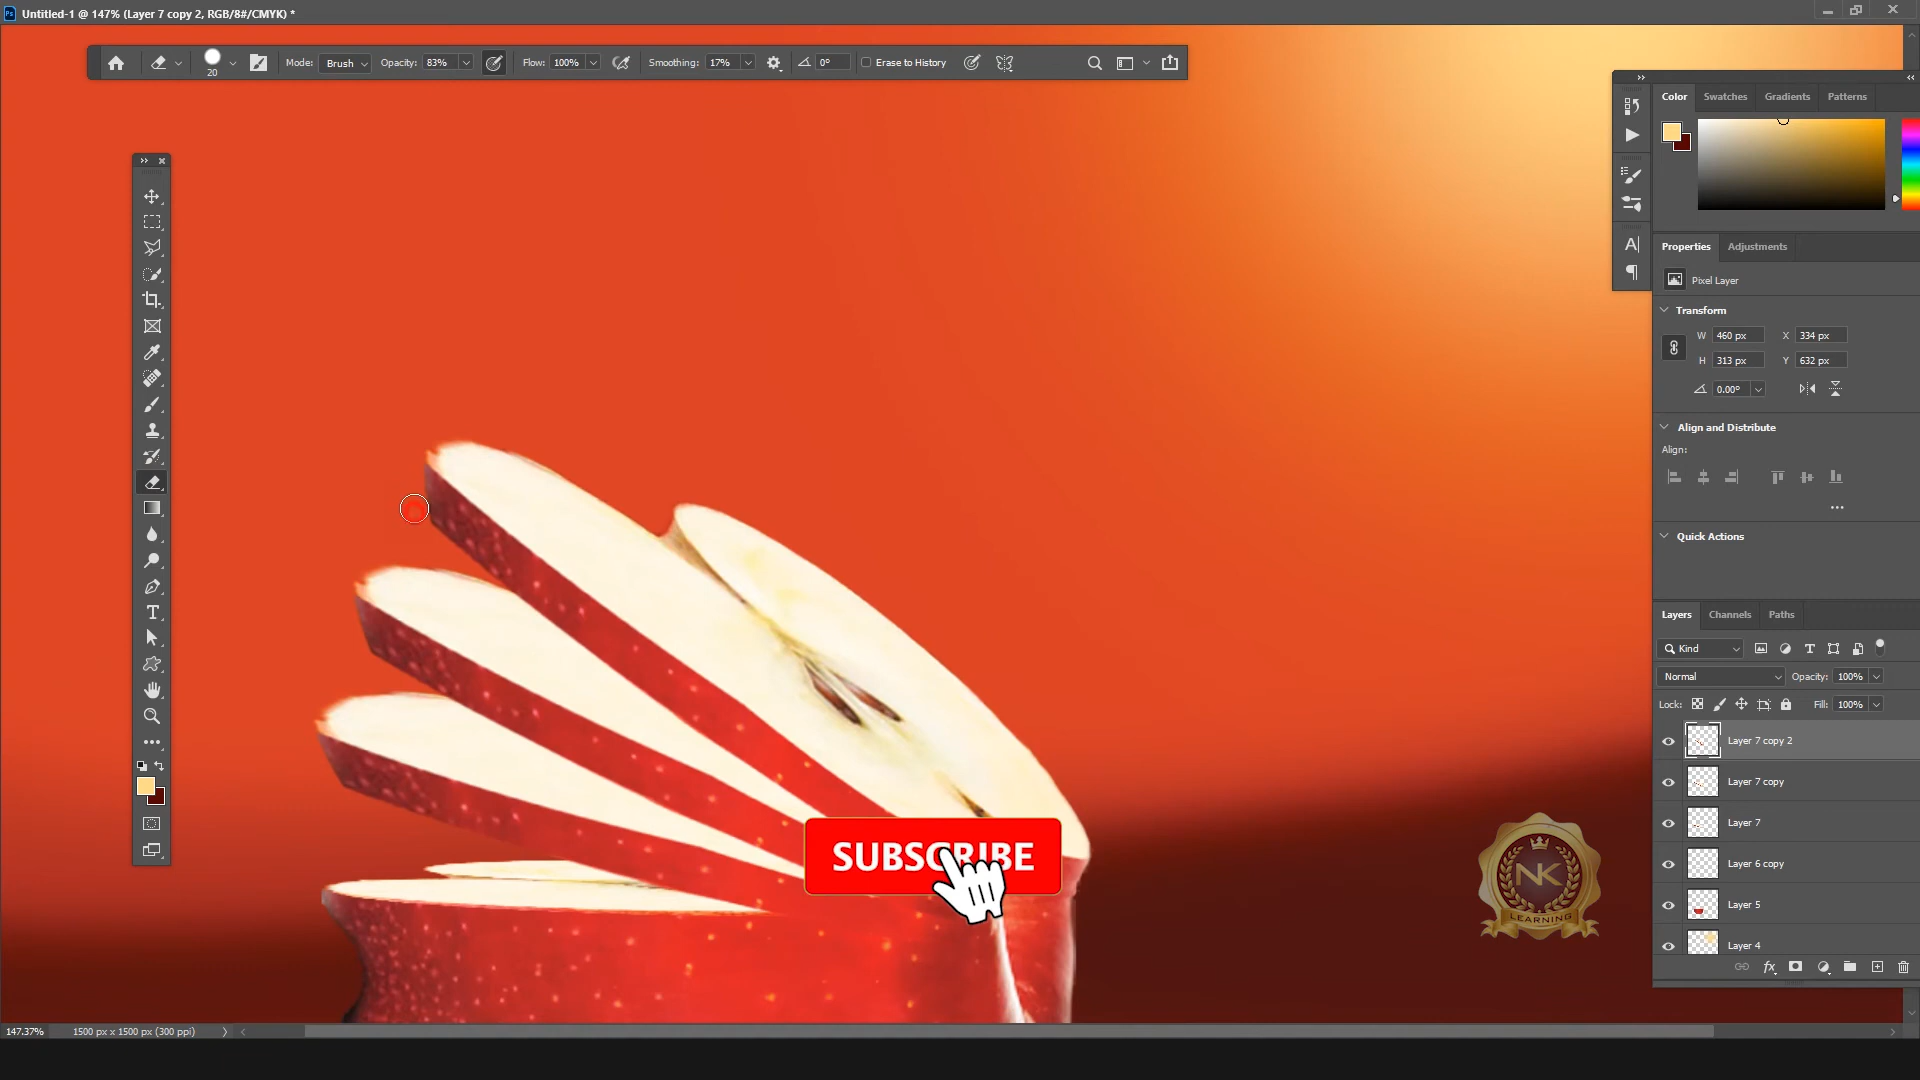 Untitled-1 @ 147% (Layer 7 copy 2, RGB/8#/CMYK) *
20
Mode: Brush
Opacity: 83%
Flow: 100%
Smoothing: 17%
0°
Erase to History
Color Swatches Gradients Patterns
Properties Adjustments
Pixel Layer
Transform
W 460 px X 334 px
H 313 px Y 632 px
0.00°
Align and Distribute
Align:
Quick Actions
Layers Channels Paths
Kind
Normal Opacity: 100%
Lock: Fill: 100%
Layer 7 copy 2
Layer 7 copy
Layer 7
Layer 6 copy
Layer 5
Layer 4
SUBSCRIBE
NK
LEARNING
147.37% 1500 px x 1500 px (300 ppi)